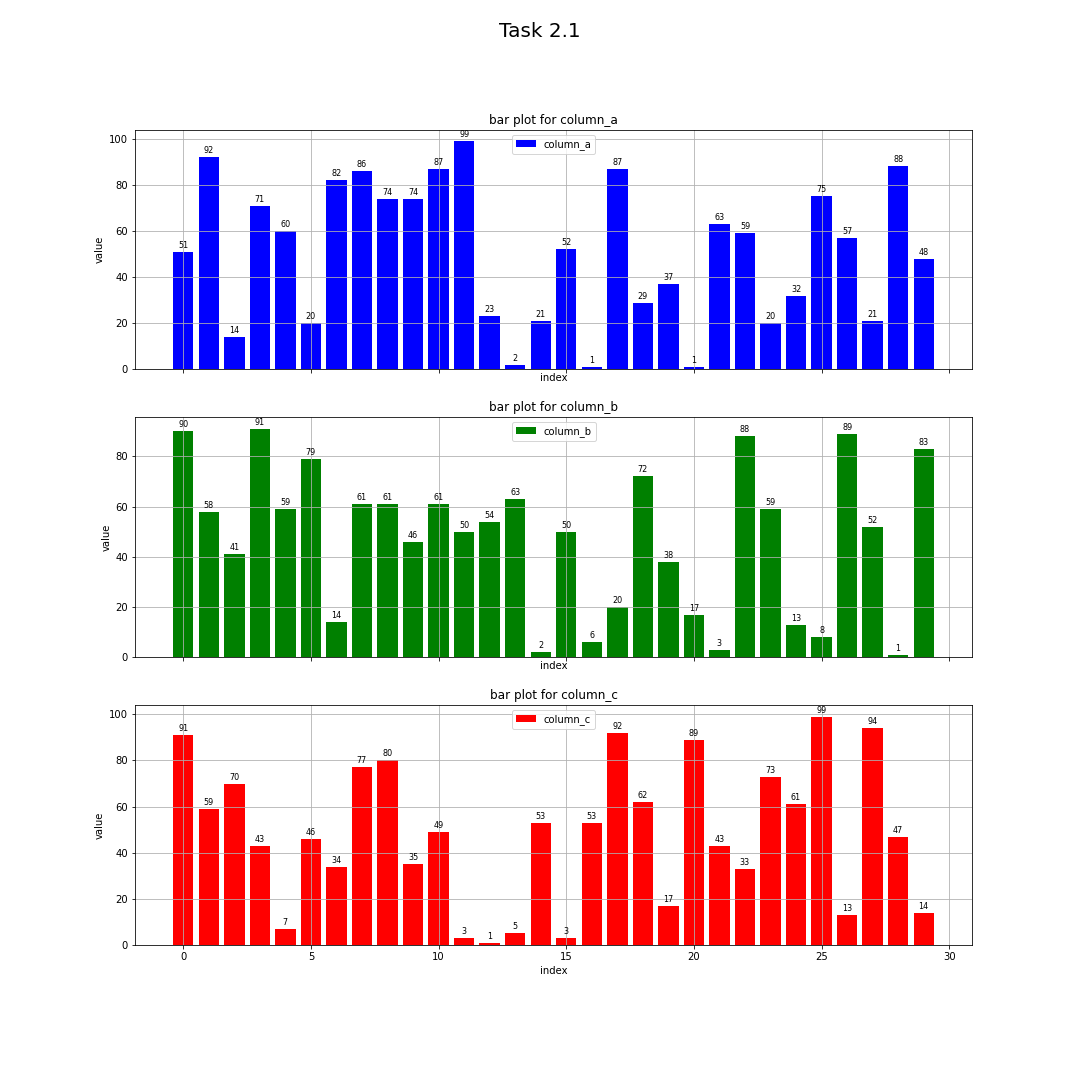 Task 2.1
bar plot for column_a
column_a
value
100
80
60
40
20
0
51 92 14 71 60 20 82 86 74 74 87 99 23 2 21 52 1 87 29 37 1 63 59 20 32 75 57 21 88 48
index
bar plot for column_b
column_b
value
80
60
40
20
0
90 58 41 91 59 79 14 61 61 46 61 50 54 63 2 50 6 20 72 38 17 3 88 59 13 8 89 52 1 83
index
bar plot for column_c
column_c
value
100
80
60
40
20
0
91 59 70 43 7 46 34 77 80 35 49 3 1 5 53 3 53 92 62 17 89 43 33 73 61 99 13 94 47 14
0 5 10 15 20 25 30
index